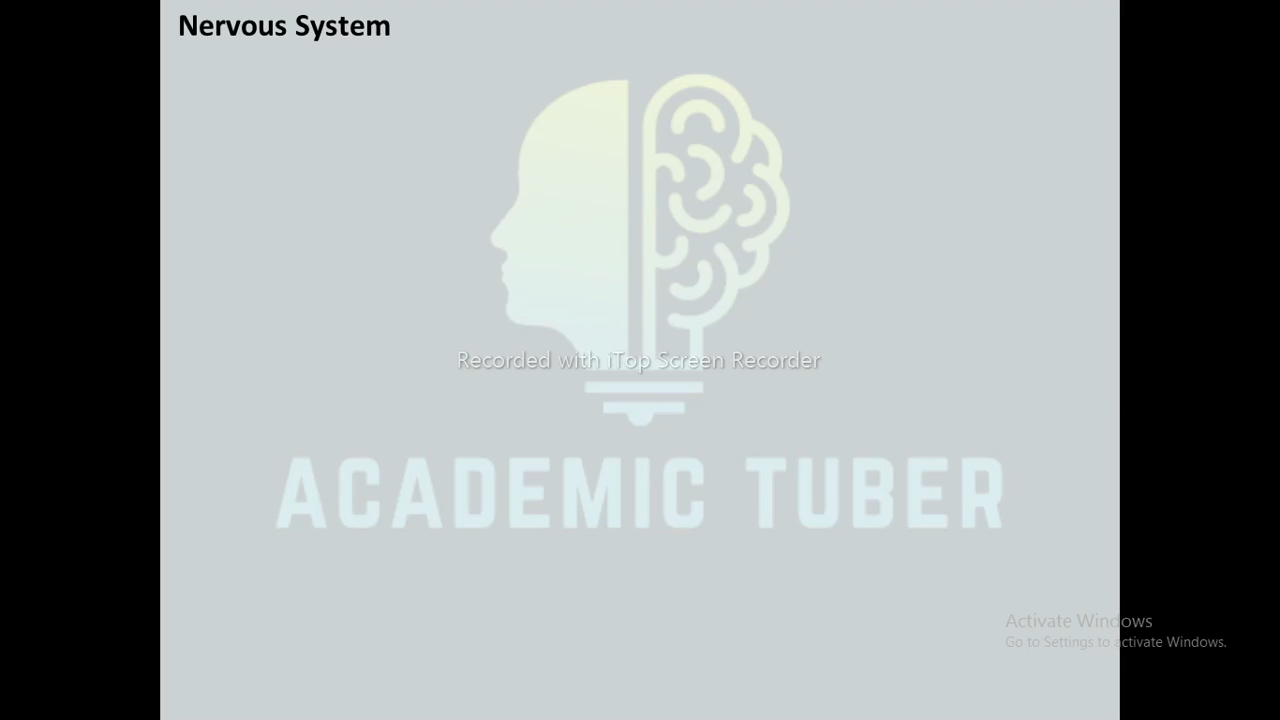 Nervous System
Recorded with iTop Screen Recorder
ACADEMIC TUBER
Activate Windows
Go to Settings to activate Windows.